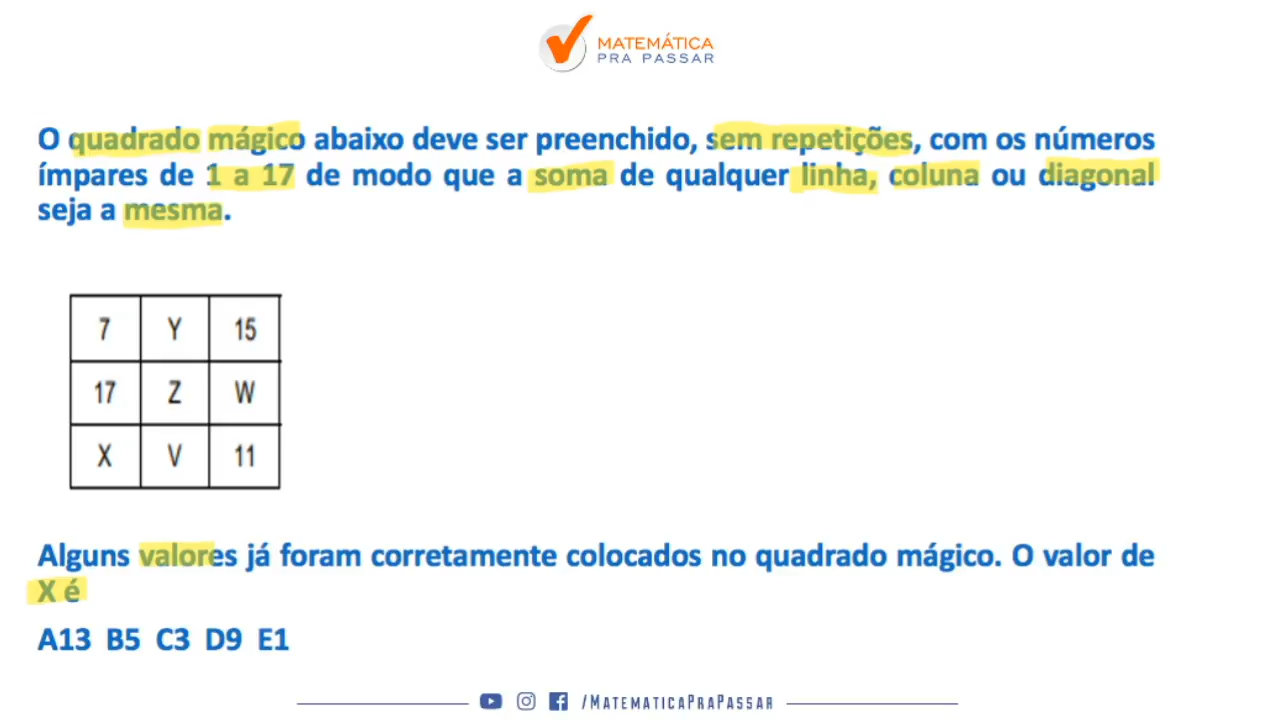 MATEMÁTICA
PRA PASSAR
O quadrado mágico abaixo deve ser preenchido, sem repetições, com os números
ímpares de 1 a 17 de modo que a soma de qualquer linha, coluna ou diagonal
seja a mesma.
7 Y 15
17 Z W
X V 11
Alguns valores já foram corretamente colocados no quadrado mágico. O valor de
X é
A13 B5 C3 D9 E1
/MATEMATICAPRAPASSAR